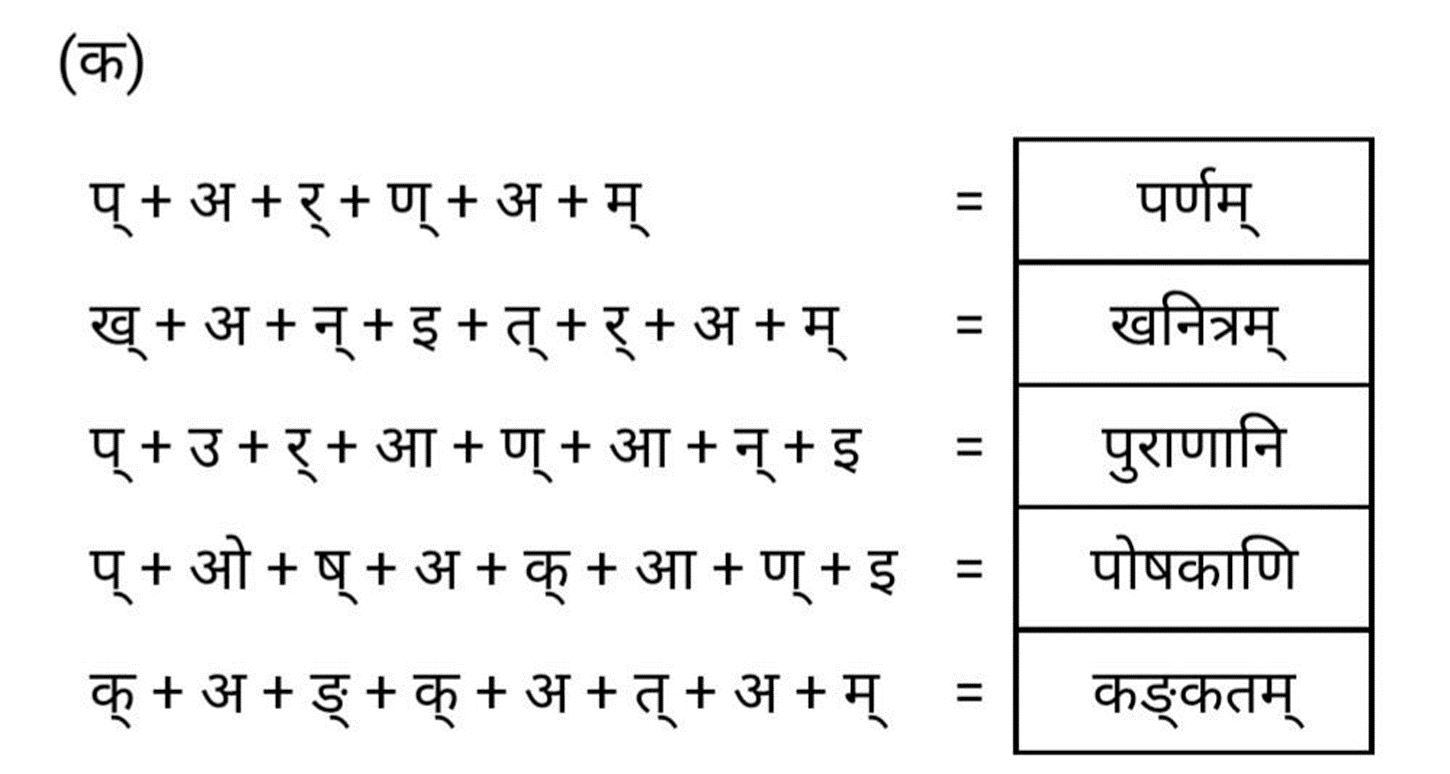 (क)
प् + अ + र् + ण् + अ + म् = पर्णम्
ख् + अ + न् + इ + त् + र् + अ + म् = खनित्रम्
प् + उ + र् + आ + ण् + आ + न् + इ = पुराणानि
प् + ओ + ष् + अ + क् + आ + ण् + इ = पोषकाणि
क् + अ + ङ् + क् + अ + त् + अ + म् = कङ्कतम्